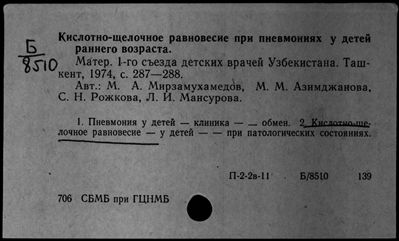 Б
8510
Кислотно-щелочное равновесие при пневмониях у детей
раннего возраста.
Матер. 1-го съезда детских врачей Узбекистана. Таш-
кент, 1974, с. 287—288.
Авт.: М. А. Мирзамухамедов, М. М. Азимджанова,
С. Н. Рожкова, Л. И. Мансурова.
1. Пневмония у детей — клиника — — обмен. 2. Кислотно-ще-
лочное равновесие — у детей — — при патологических состояниях.
П-2-2в-11 Б/8510 139
706 СБМБ при ГЦНМБ